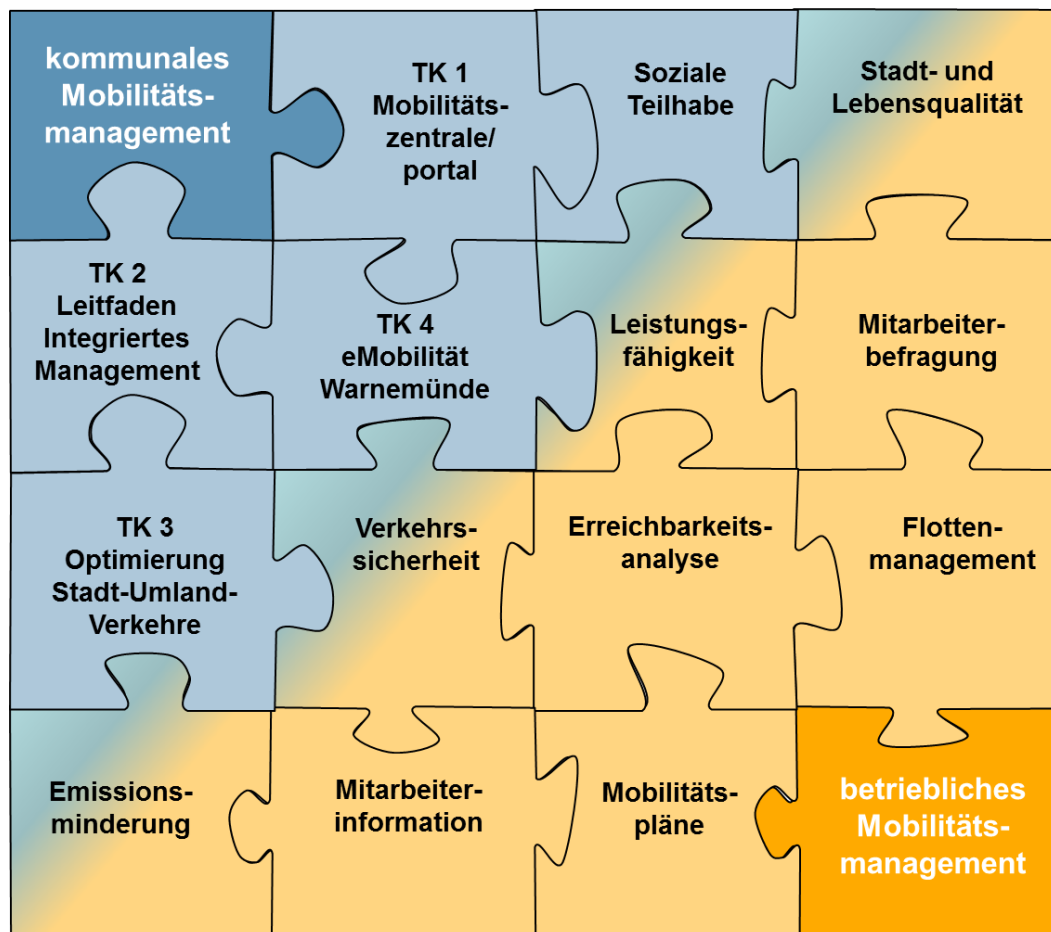 kommunales
Mobilitäts-
management
TK 1
Mobilitäts-
zentrale/
portal
Soziale
Teilhabe
Stadt- und
Lebensqualität
TK 2
Leitfaden
Integriertes
Management
TK 4
eMobilität
Warnemünde
Leistungs-
fähigkeit
Mitarbeiter-
befragung
TK 3
Optimierung
Stadt-Umland-
Verkehre
Verkehrs-
sicherheit
Erreichbarkeits-
analyse
Flotten-
management
Emissions-
minderung
Mitarbeiter-
information
Mobilitäts-
pläne
betriebliches
Mobilitäts-
management